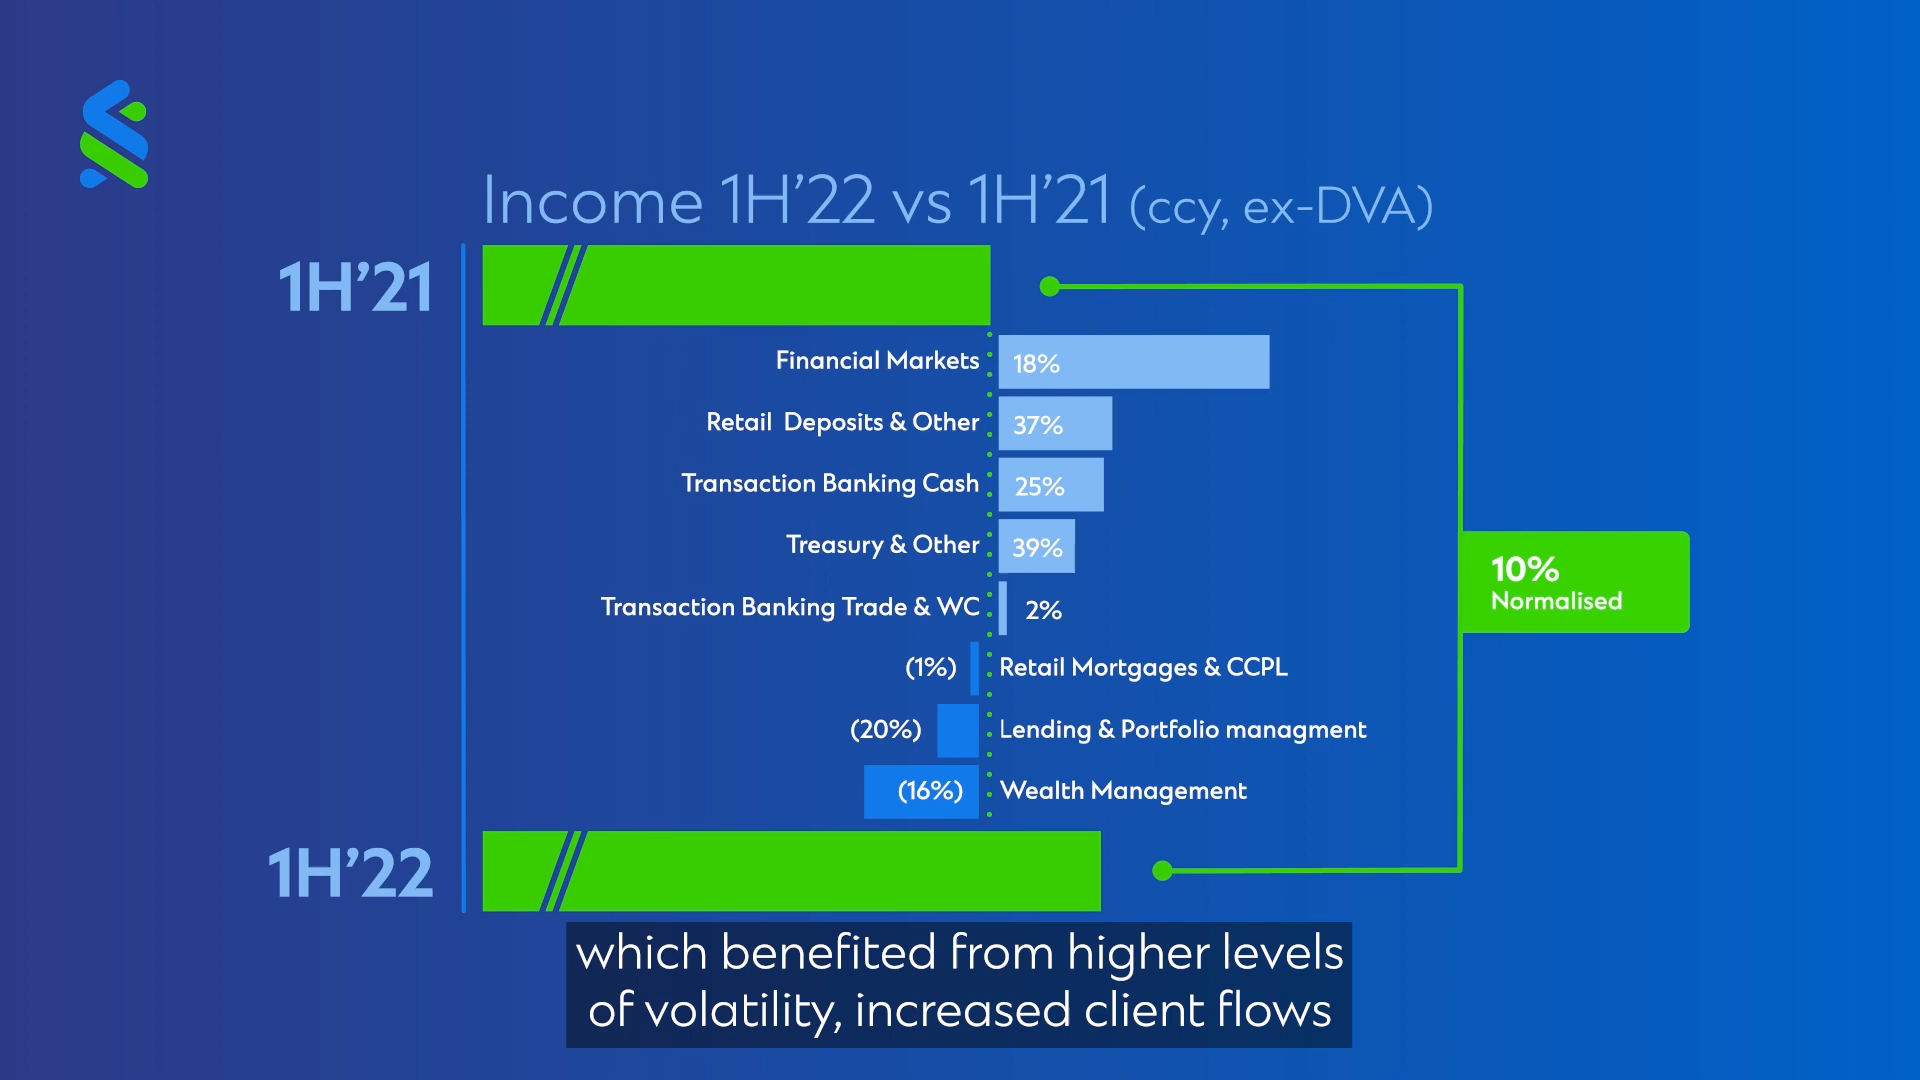 Income 1H’22 vs 1H’21 (ccy, ex-DVA)
1H’21
Financial Markets 18%
Retail Deposits & Other 37%
Transaction Banking Cash 25%
Treasury & Other 39%
Transaction Banking Trade & WC 2%
(1%) Retail Mortgages & CCPL
(20%) Lending & Portfolio managment
(16%) Wealth Management
10%
Normalised
1H’22
which benefited from higher levels
of volatility, increased client flows